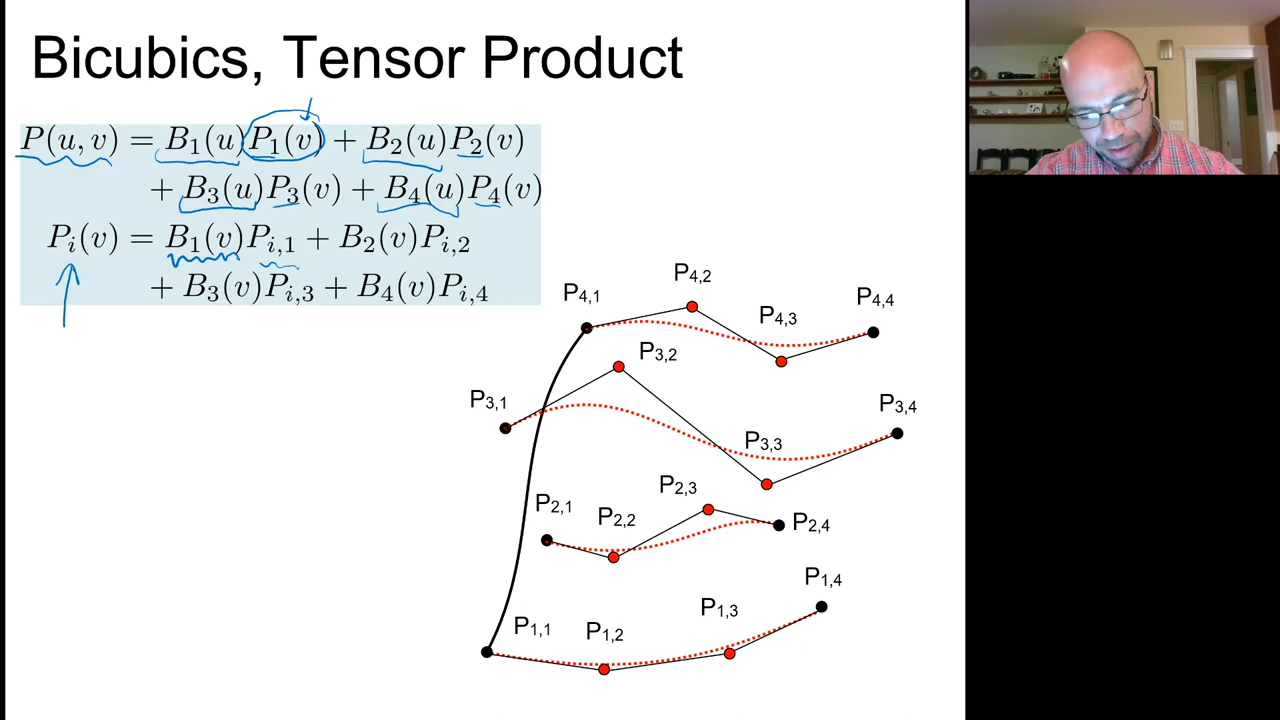 Bicubics, Tensor Product
P(u, v) = B₁(u)P₁(v) + B₂(u)P₂(v)
+ B₃(u)P₃(v) + B₄(u)P₄(v)
Pᵢ(v) = B₁(v)Pᵢ,₁ + B₂(v)Pᵢ,₂
+ B₃(v)Pᵢ,₃ + B₄(v)Pᵢ,₄
P4,1 P4,2 P4,3 P4,4
P3,1 P3,2 P3,3 P3,4
P2,1 P2,2 P2,3 P2,4
P1,1 P1,2 P1,3 P1,4